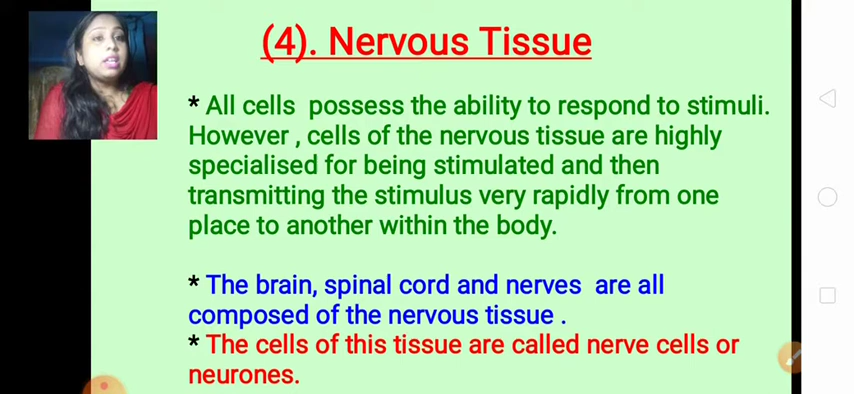 (4). Nervous Tissue
* All cells possess the ability to respond to stimuli.
However , cells of the nervous tissue are highly
specialised for being stimulated and then
transmitting the stimulus very rapidly from one
place to another within the body.
* The brain, spinal cord and nerves are all
composed of the nervous tissue .
* The cells of this tissue are called nerve cells or
neurones.